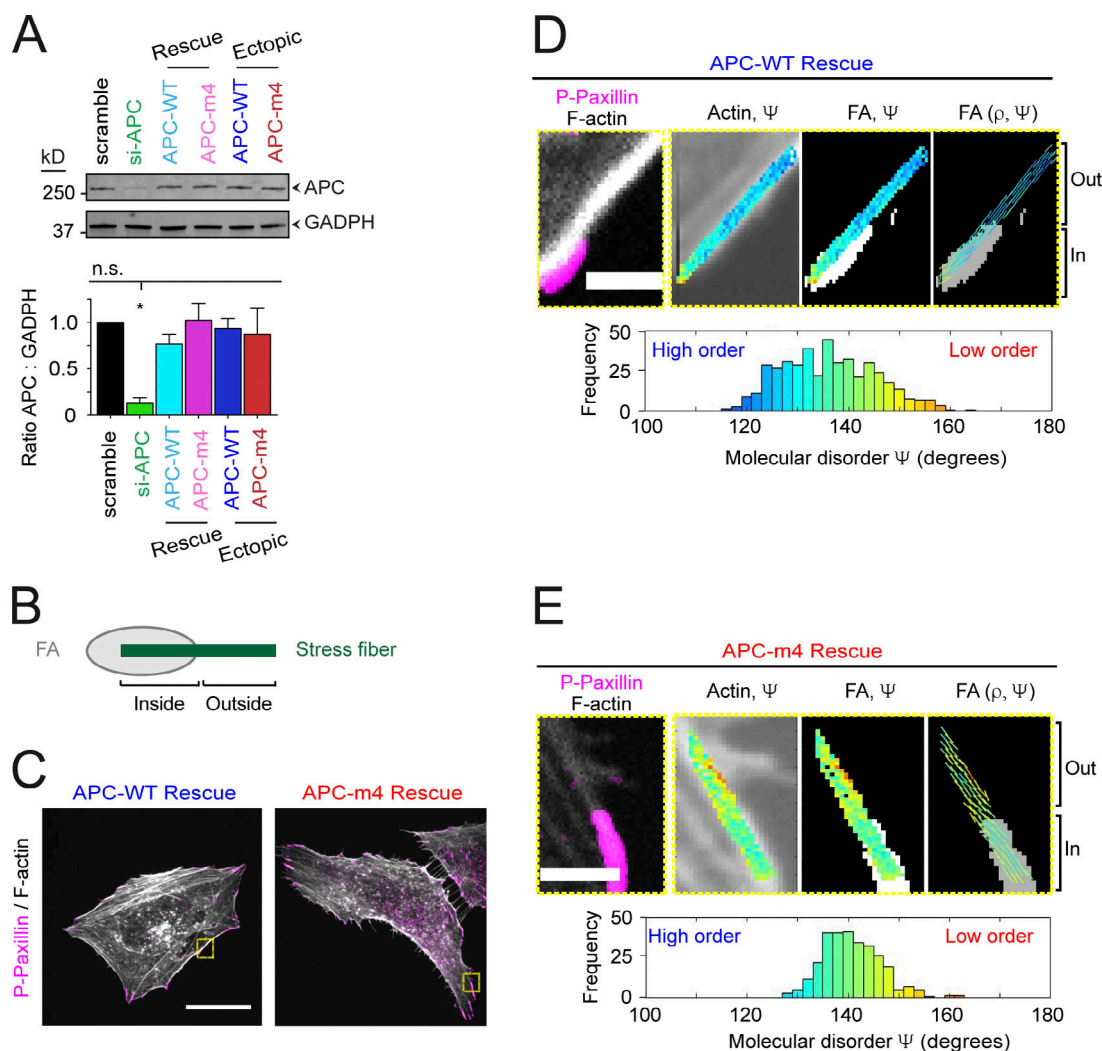 A
Rescue
Ectopic
scramble
si-APC
APC-WT
APC-m4
APC-WT
APC-m4
kD
250
APC
37
GADPH
n.s.
*
Ratio APC : GADPH
1.0
0.5
0
scramble
si-APC
APC-WT
APC-m4
APC-WT
APC-m4
Rescue
Ectopic
B
FA
Stress fiber
Inside
Outside
C
APC-WT Rescue
APC-m4 Rescue
P-Paxillin / F-actin
D
APC-WT Rescue
P-Paxillin
F-actin
Actin, Ψ
FA, Ψ
FA (ρ, Ψ)
Out
In
Frequency
50
25
0
High order
Low order
100
120
140
160
180
Molecular disorder Ψ (degrees)
E
APC-m4 Rescue
P-Paxillin
F-actin
Actin, Ψ
FA, Ψ
FA (ρ, Ψ)
Out
In
Frequency
50
25
0
High order
Low order
100
120
140
160
180
Molecular disorder Ψ (degrees)